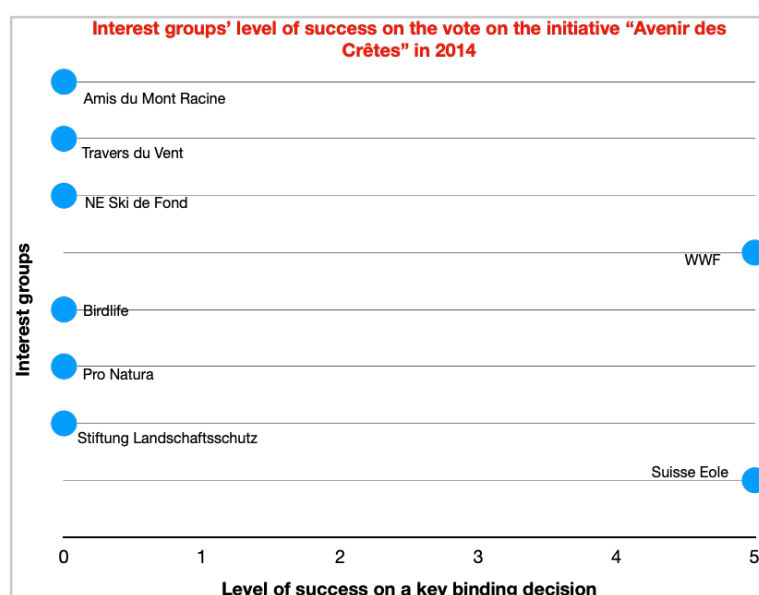 Interest groups’ level of success on the vote on the initiative “Avenir des
Crêtes” in 2014
Amis du Mont Racine
Travers du Vent
NE Ski de Fond
WWF
Birdlife
Pro Natura
Stiftung Landschaftsschutz
Suisse Eole
Interest groups
0 1 2 3 4 5
Level of success on a key binding decision